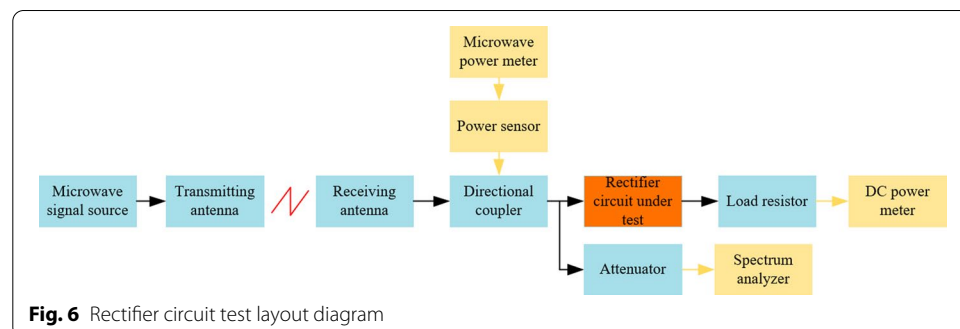 Microwave
power meter
Power sensor
Microwave
signal source
Transmitting
antenna
Receiving
antenna
Directional
coupler
Rectifier
circuit under
test
Load resistor
DC power
meter
Attenuator
Spectrum
analyzer
Fig. 6 Rectifier circuit test layout diagram